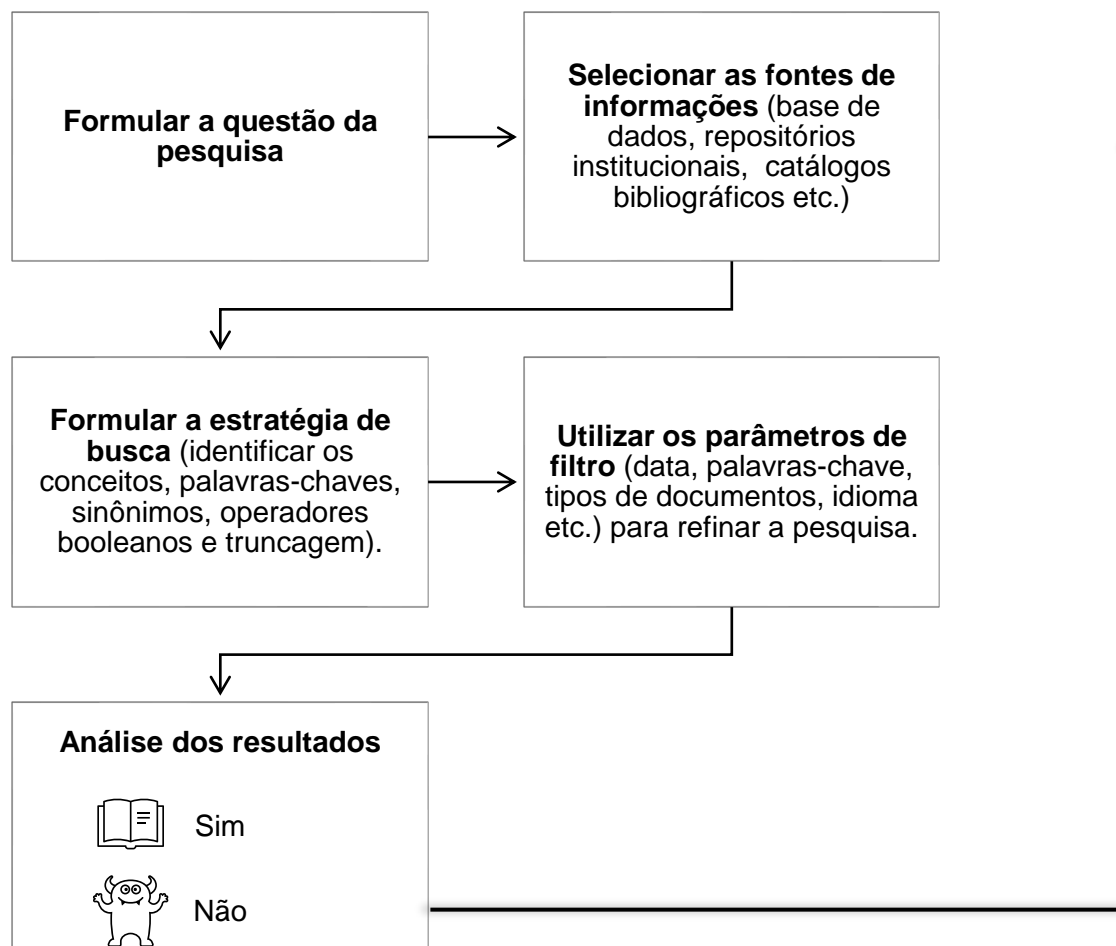 Formular a questão da
pesquisa
Selecionar as fontes de
informações (base de
dados, repositórios
institucionais, catálogos
bibliográficos etc.)
Formular a estratégia de
busca (identificar os
conceitos, palavras-chaves,
sinônimos, operadores
booleanos e truncagem).
Utilizar os parâmetros de
filtro (data, palavras-chave,
tipos de documentos, idioma
etc.) para refinar a pesquisa.
Análise dos resultados
Sim
Não